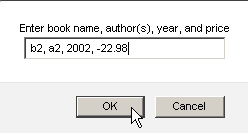 Enter book name, author(s), year, and price
b2, a2, 2002, -22.98
OK Cancel